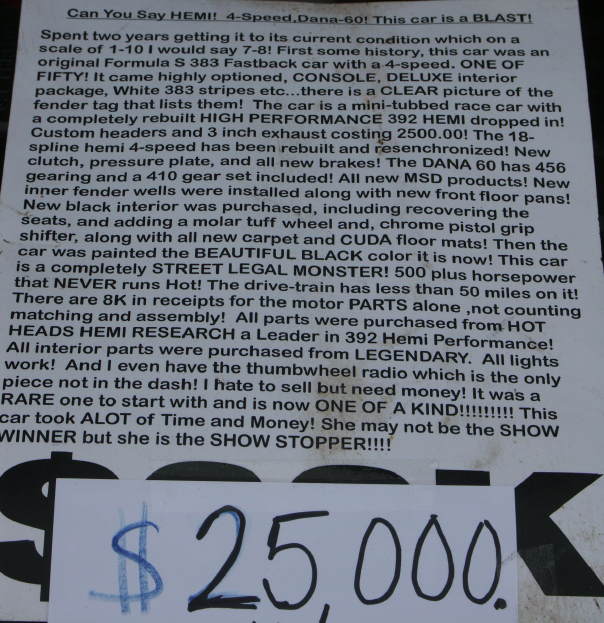 Can You Say HEMI! 4-Speed,Dana-60! This car is a BLAST!
Spent two years getting it to its current condition which on a
scale of 1-10 I would say 7-8! First some history, this car was an
original Formula S 383 Fastback car with a 4-speed. ONE OF
FIFTY! It came highly optioned, CONSOLE, DELUXE interior
package, White 383 stripes etc...there is a CLEAR picture of the
fender tag that lists them! The car is a mini-tubbed race car with
a completely rebuilt HIGH PERFORMANCE 392 HEMI dropped in!
Custom headers and 3 inch exhaust costing 2500.00! The 18-
spline hemi 4-speed has been rebuilt and resenchronized! New
clutch, pressure plate, and all new brakes! The DANA 60 has 456
gearing and a 410 gear set included! All new MSD products! New
inner fender wells were installed along with new front floor pans!
New black interior was purchased, including recovering the
seats, and adding a molar tuff wheel and, chrome pistol grip
shifter, along with all new carpet and CUDA floor mats! Then the
car was painted the BEAUTIFUL BLACK color it is now! This car
is a completely STREET LEGAL MONSTER! 500 plus horsepower
that NEVER runs Hot! The drive-train has less than 50 miles on it!
There are 8K in receipts for the motor PARTS alone ,not counting
matching and assembly! All parts were purchased from HOT
HEADS HEMI RESEARCH a Leader in 392 Hemi Performance!
All interior parts were purchased from LEGENDARY. All lights
work! And I even have the thumbwheel radio which is the only
piece not in the dash! I hate to sell but need money! It was a
RARE one to start with and is now ONE OF A KIND!!!!!!!!! This
car took ALOT of Time and Money! She may not be the SHOW
WINNER but she is the SHOW STOPPER!!!!
$25,000.